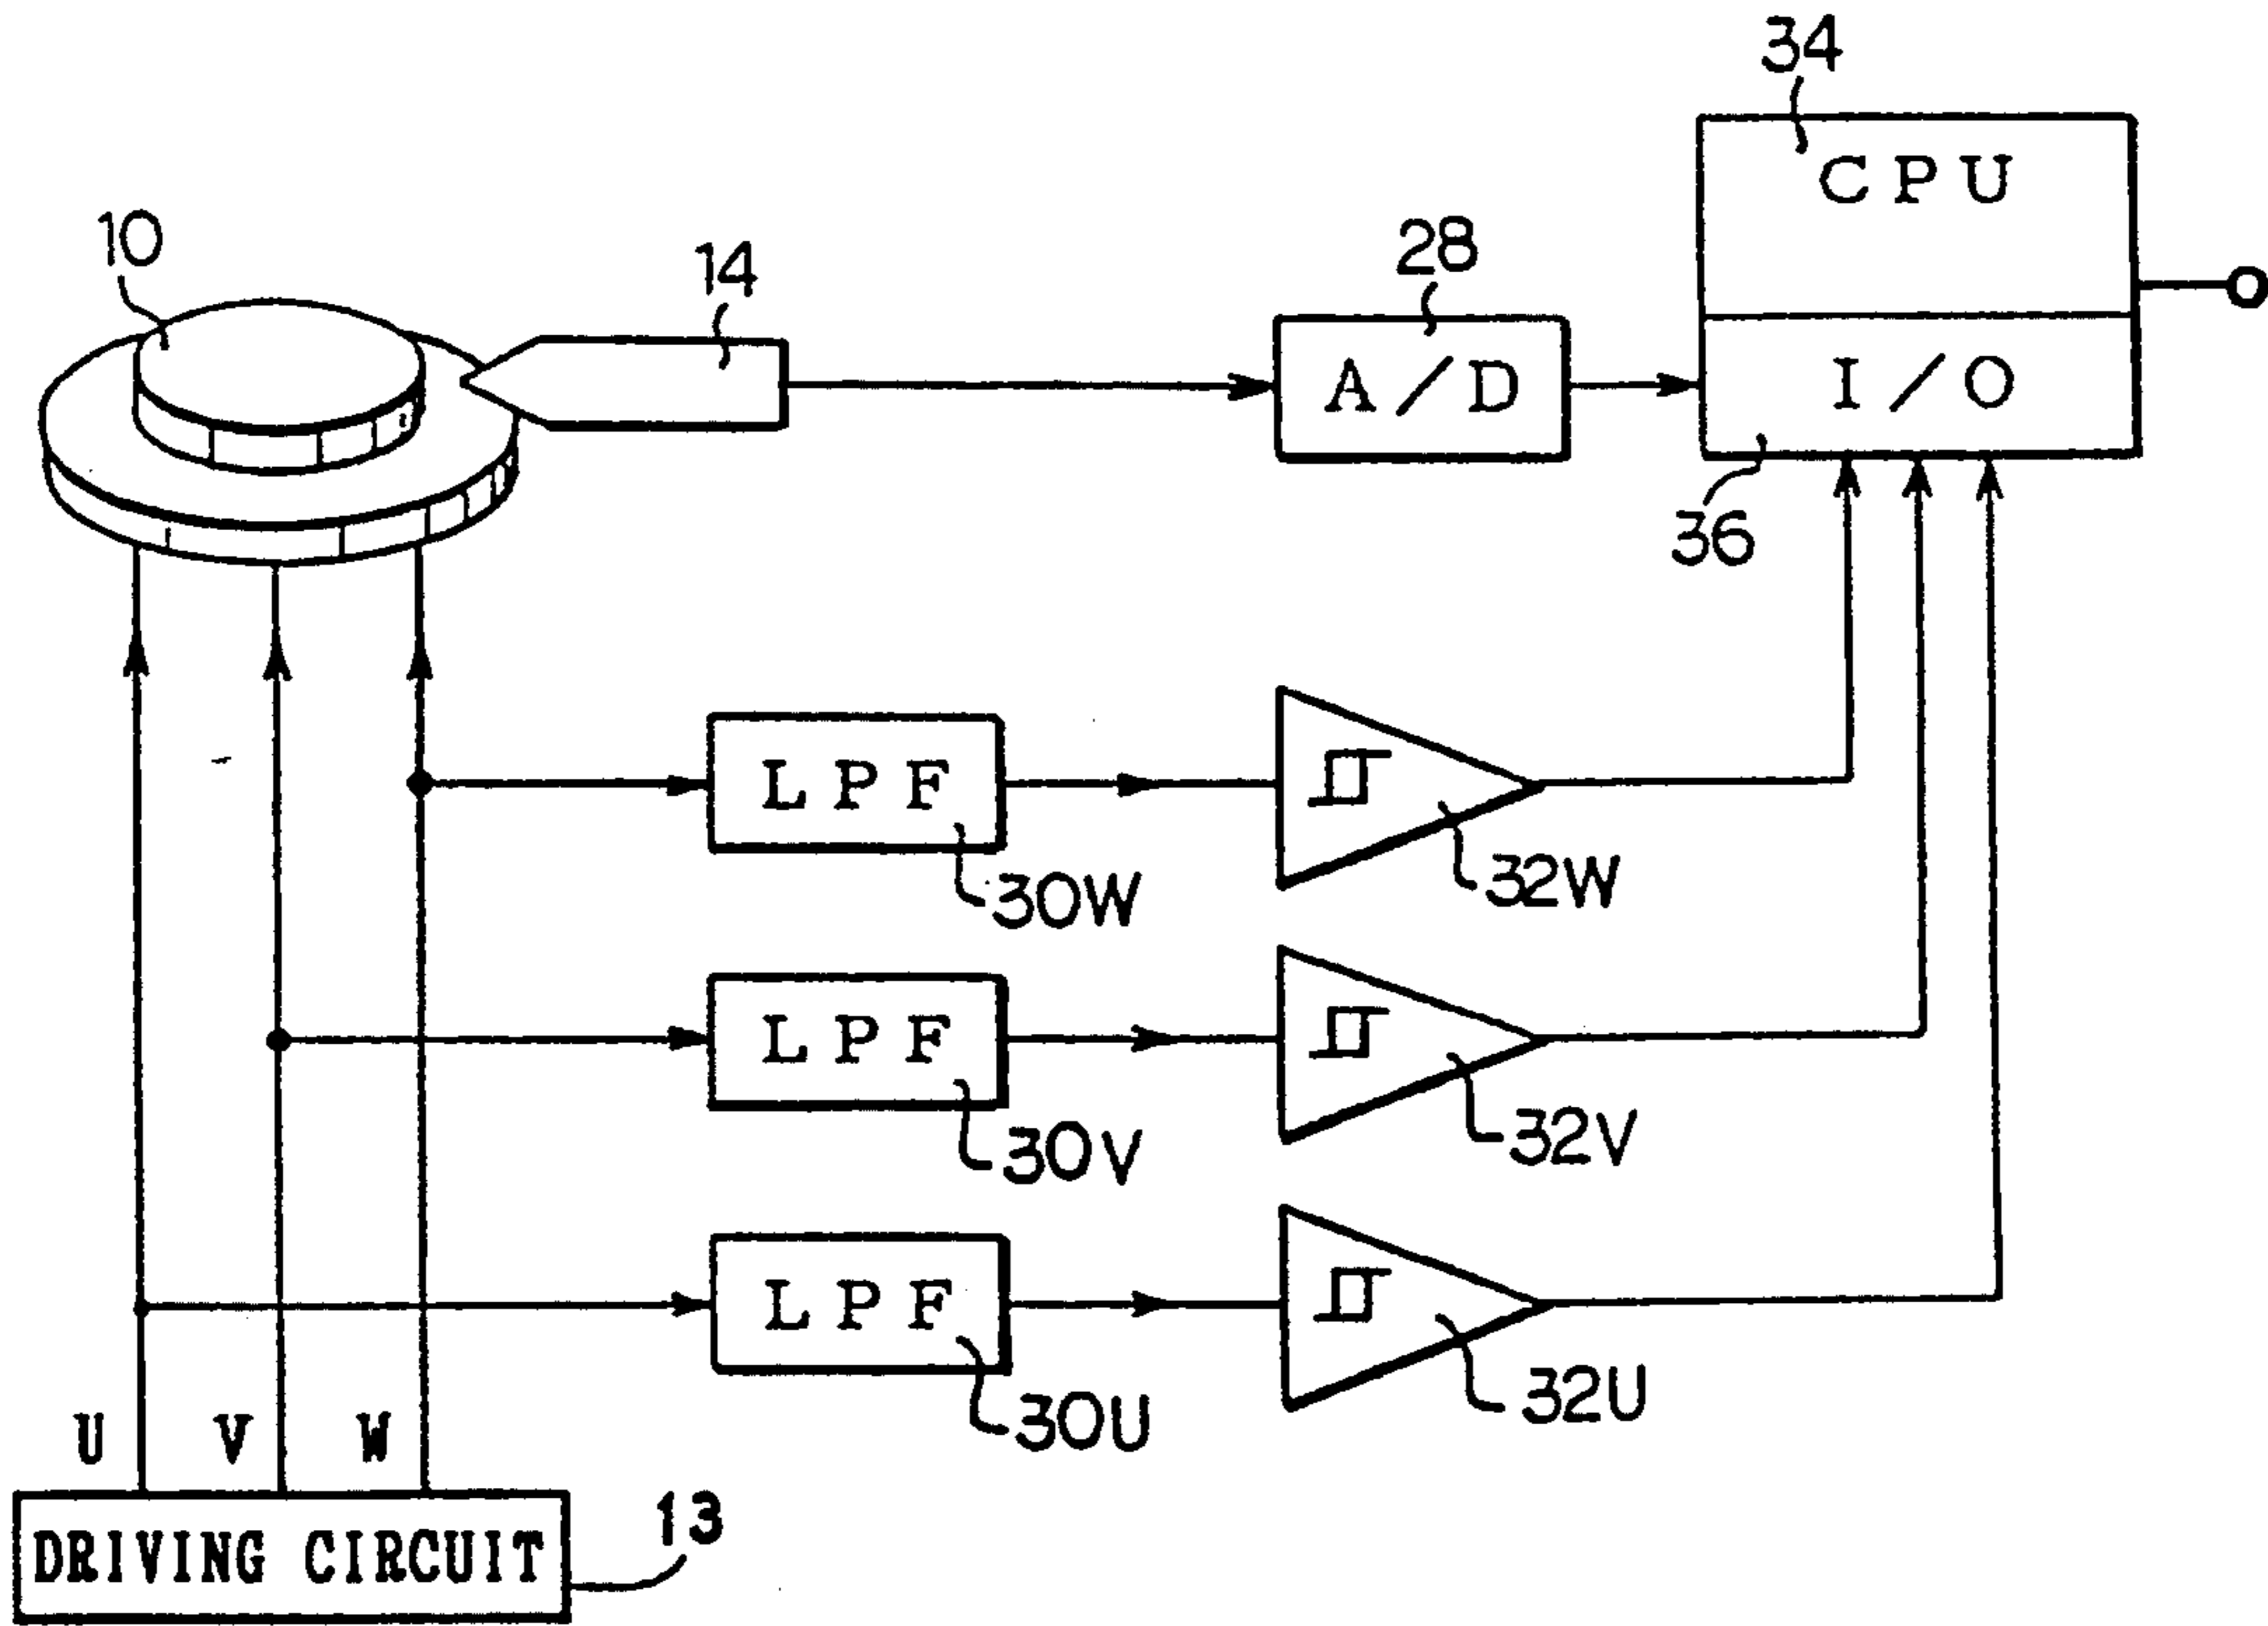 34
CPU
10
14
28
A/D
I/O
36
LPF
30W
32W
LPF
30V
32V
LPF
30U
32U
U V W
DRIVING CIRCUIT
13